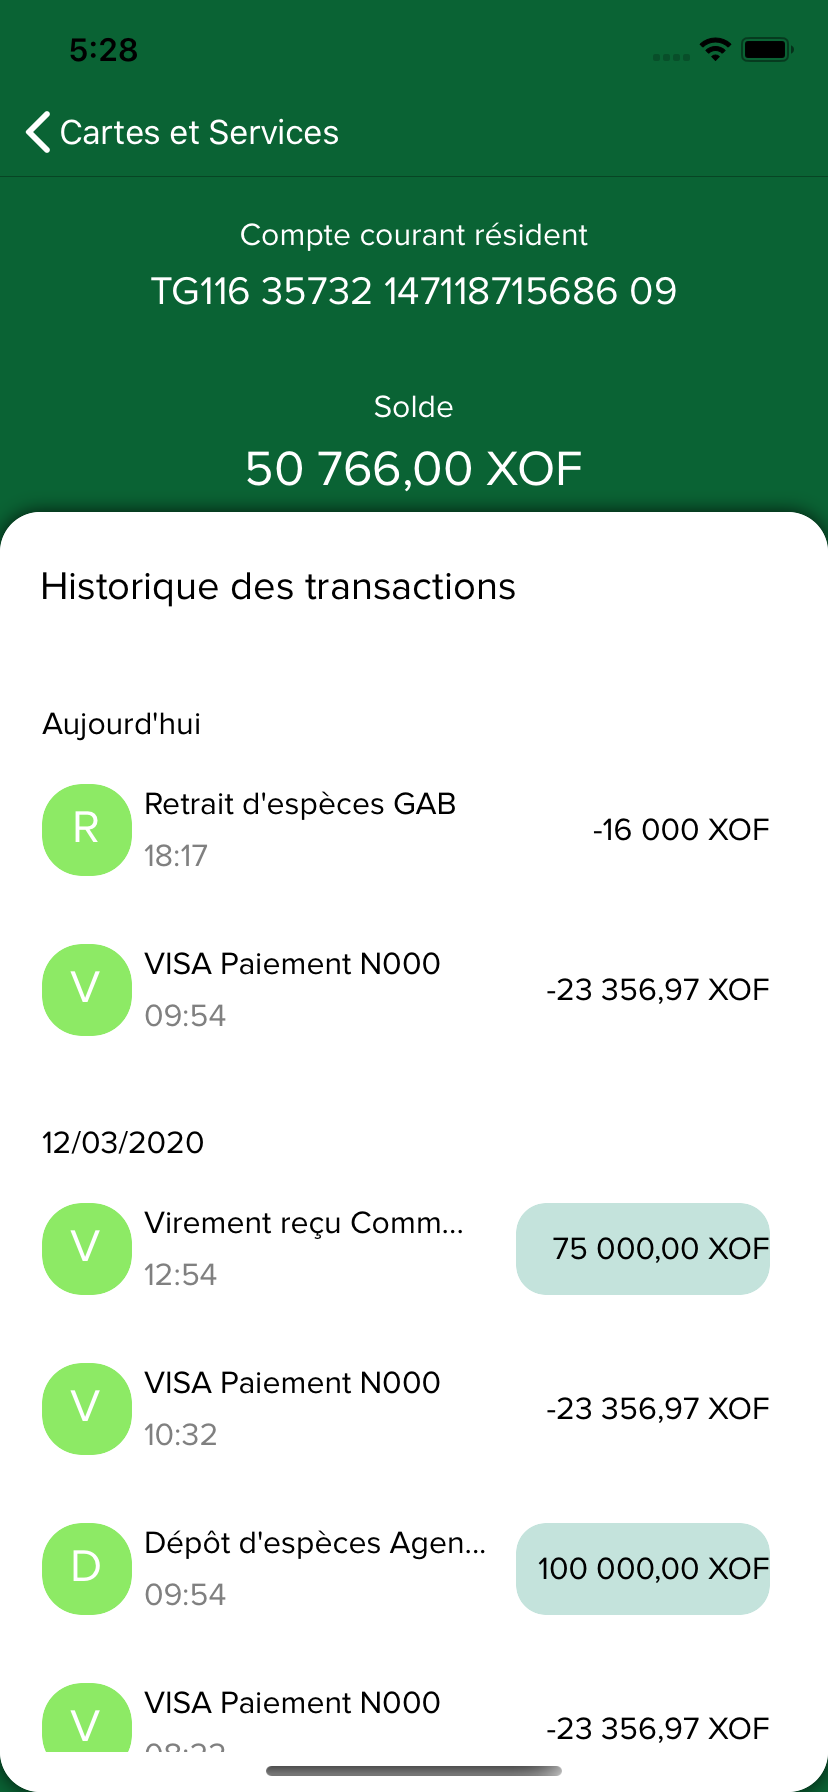 5:28
Cartes et Services
Compte courant résident
TG116 35732 147118715686 09
Solde
50 766,00 XOF
Historique des transactions
Aujourd'hui
R
Retrait d'espèces GAB
18:17
-16 000 XOF
V
VISA Paiement N000
09:54
-23 356,97 XOF
12/03/2020
V
Virement reçu Comm...
12:54
75 000,00 XOF
V
VISA Paiement N000
10:32
-23 356,97 XOF
D
Dépôt d'espèces Agen...
09:54
100 000,00 XOF
V
VISA Paiement N000
-23 356,97 XOF